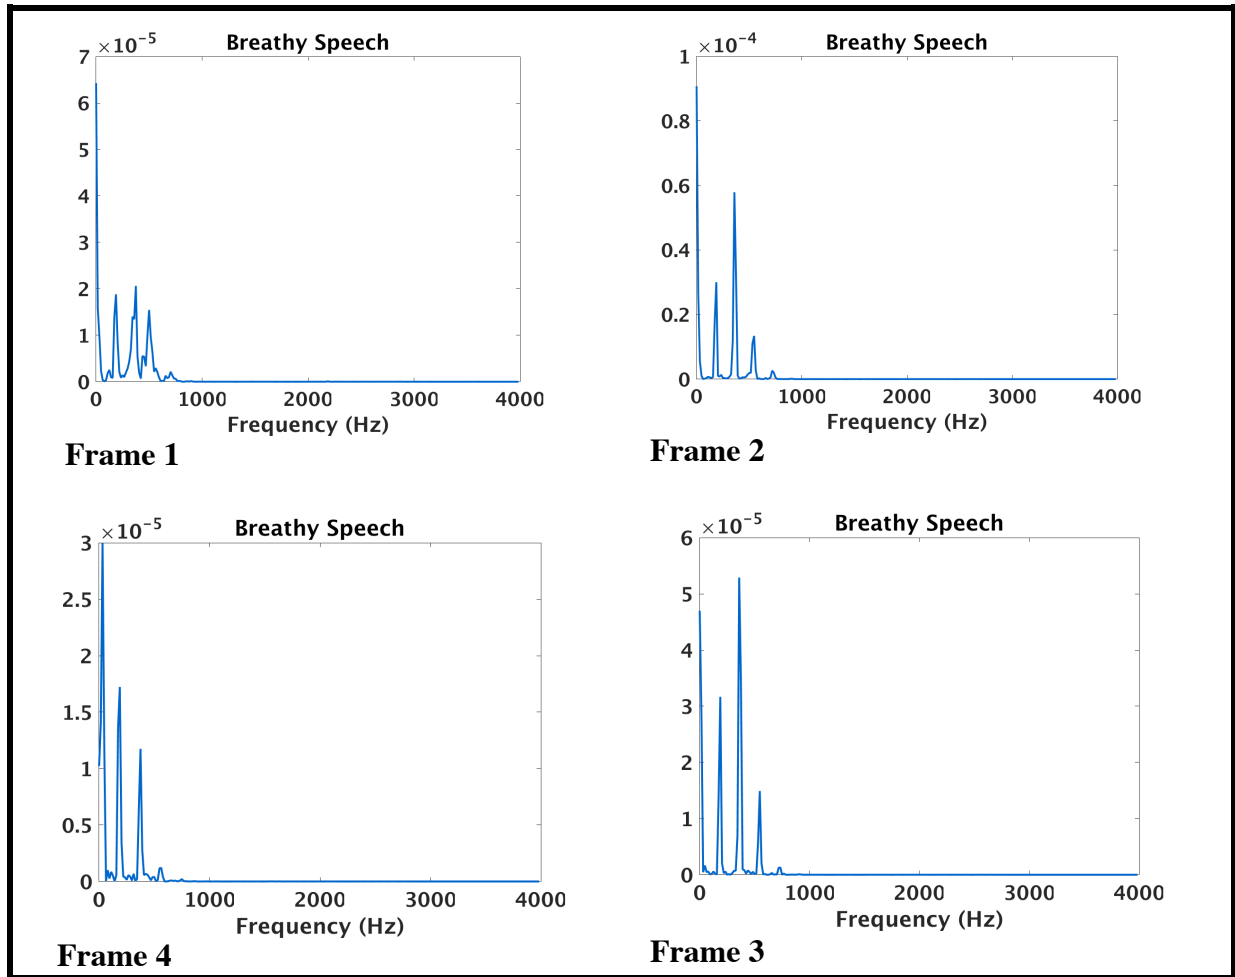 Breathy Speech
×10⁻⁵
7
6
5
4
3
2
1
0
0 1000 2000 3000 4000
Frequency (Hz)
Frame 1
Breathy Speech
×10⁻⁴
1
0.8
0.6
0.4
0.2
0
0 1000 2000 3000 4000
Frequency (Hz)
Frame 2
Breathy Speech
×10⁻⁵
3
2.5
2
1.5
1
0.5
0
0 1000 2000 3000 4000
Frequency (Hz)
Frame 4
Breathy Speech
×10⁻⁵
6
5
4
3
2
1
0
0 1000 2000 3000 4000
Frequency (Hz)
Frame 3